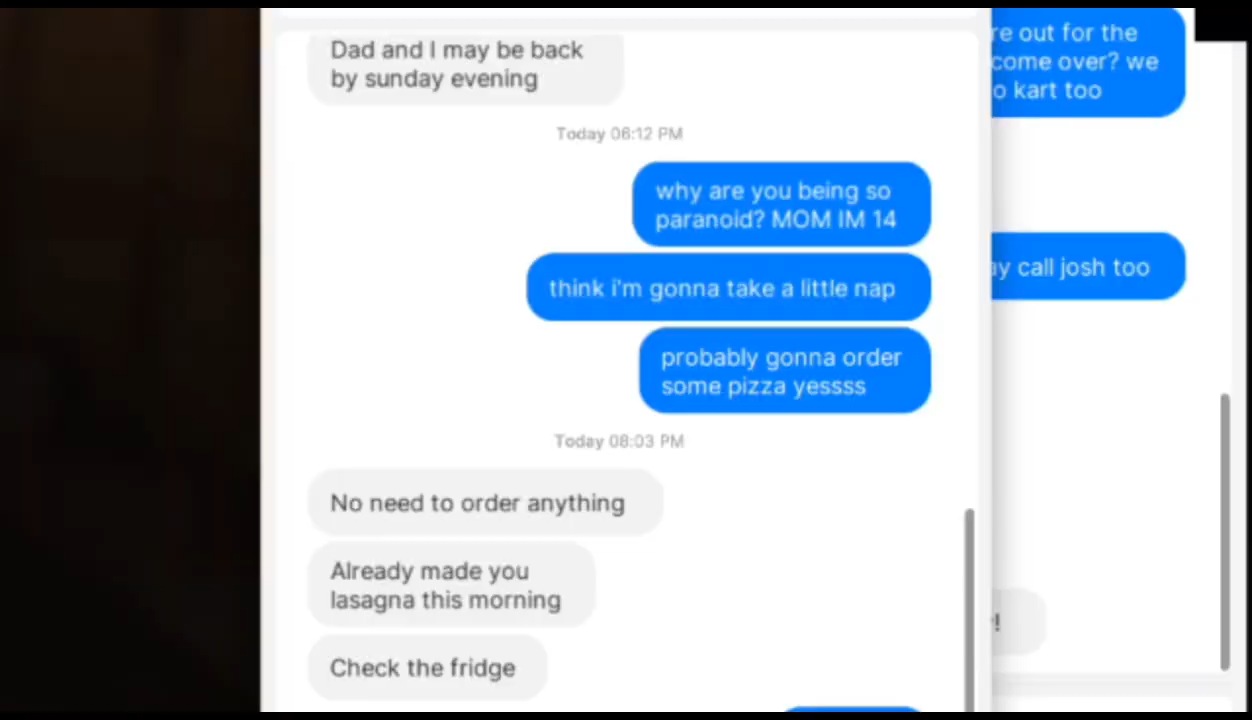 Dad and I may be back
by sunday evening
Today 06:12 PM
why are you being so
paranoid? MOM IM 14
think i'm gonna take a little nap
probably gonna order
some pizza yessss
Today 08:03 PM
No need to order anything
Already made you
lasagna this morning
Check the fridge
out for the
come over? we
kart too
call josh too
!